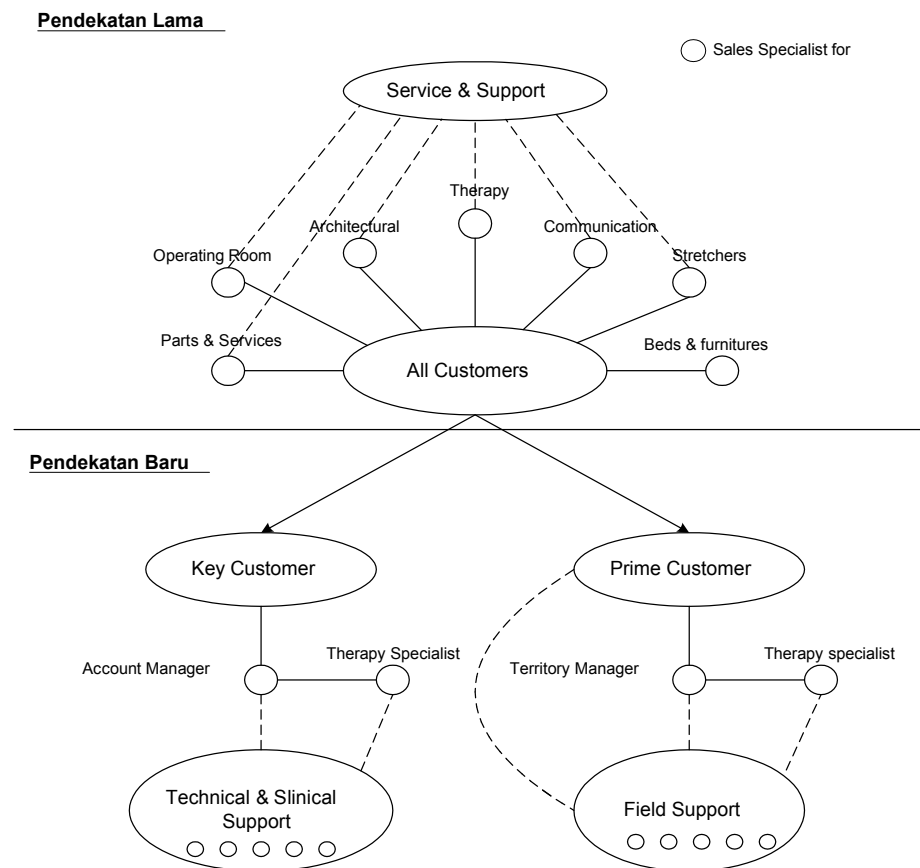 Pendekatan Lama
Sales Specialist for
Service & Support
Therapy
Architectural
Communication
Operating Room
Stretchers
Parts & Services
Beds & furnitures
All Customers
Pendekatan Baru
Key Customer
Prime Customer
Account Manager
Therapy Specialist
Territory Manager
Therapy specialist
Technical & Slinical
Support
Field Support